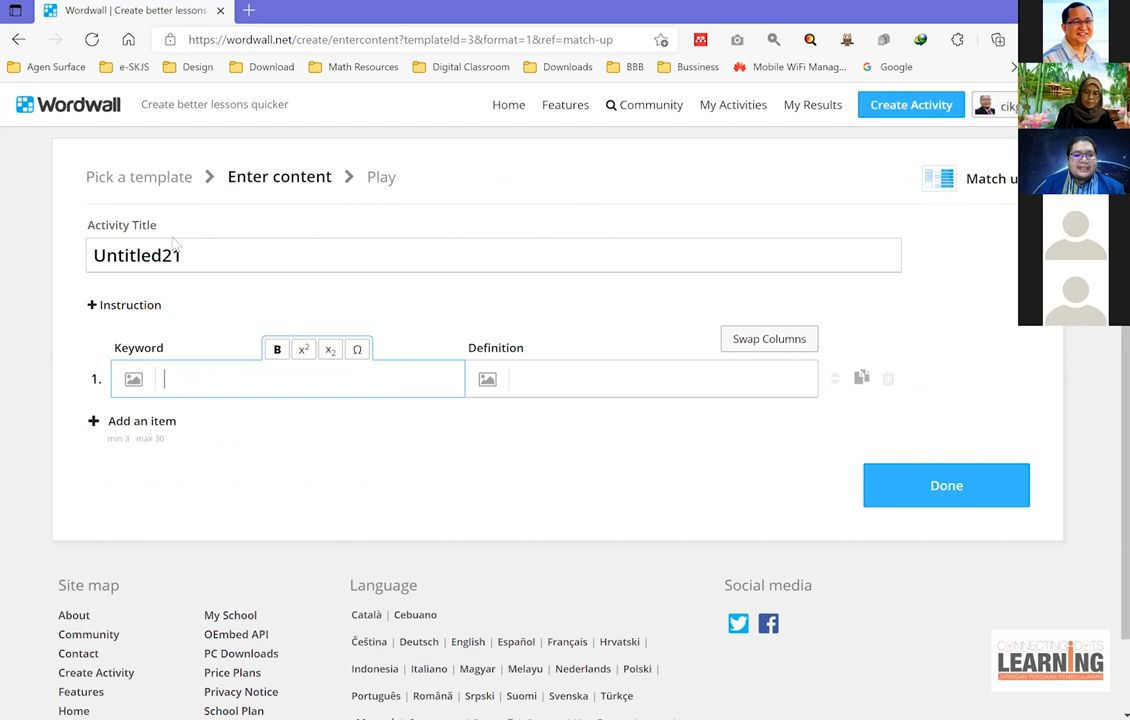 Wordwall | Create better lessons
https://wordwall.net/create/entercontent?templateId=3&format=1&ref=match-up
Agen Surface e-SKJS Design Download Math Resources Digital Classroom Downloads BBB Bussiness Mobile WiFi Manag... Google
Wordwall Create better lessons quicker Home Features Community My Activities My Results Create Activity cikg
Pick a template Enter content Play Match u
Activity Title
Untitled21
+ Instruction
Keyword B x² x₂ Ω Definition Swap Columns
1.
+ Add an item
min 3 max 30
Done
Site map Language Social media
About My School Català | Cebuano
Community OEmbed API Čeština | Deutsch | English | Español | Français | Hrvatski |
Contact PC Downloads Indonesia | Italiano | Magyar | Melayu | Nederlands | Polski |
Create Activity Price Plans
Features Privacy Notice Português | Română | Srpski | Suomi | Svenska | Türkçe
Home School Plan
CONNECTING DOTS
LEARNING
JARINGAN PERCIKAN PEMBELAJARAN